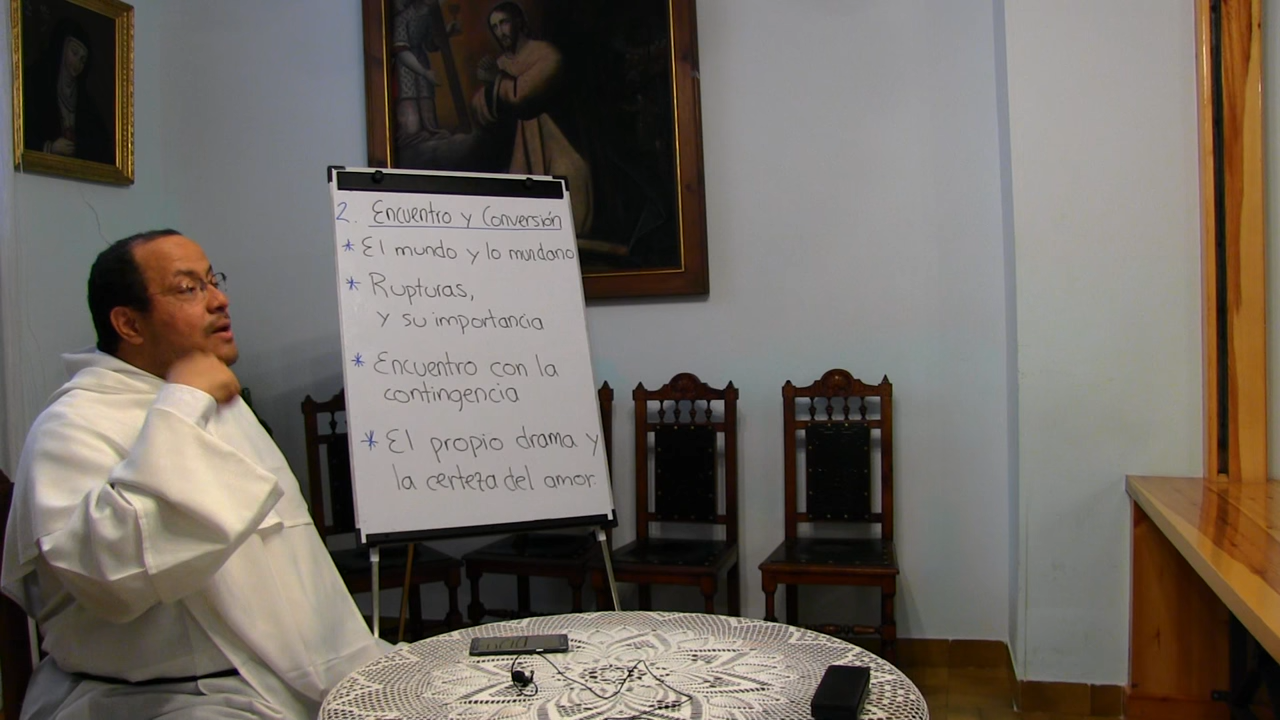 2. Encuentro y Conversión
* El mundo y lo mundano
* Rupturas,
y su importancia
* Encuentro con la
contingencia
* El propio drama y
la certeza del amor.